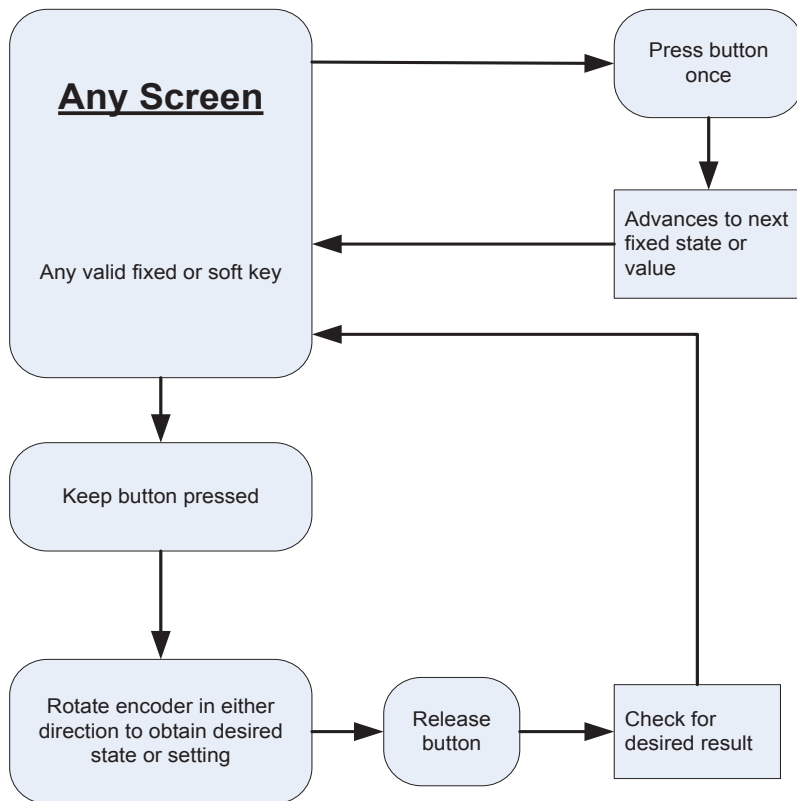 Any Screen
Any valid fixed or soft key
Press button
once
Advances to next
fixed state or
value
Keep button pressed
Rotate encoder in either
direction to obtain desired
state or setting
Release
button
Check for
desired result